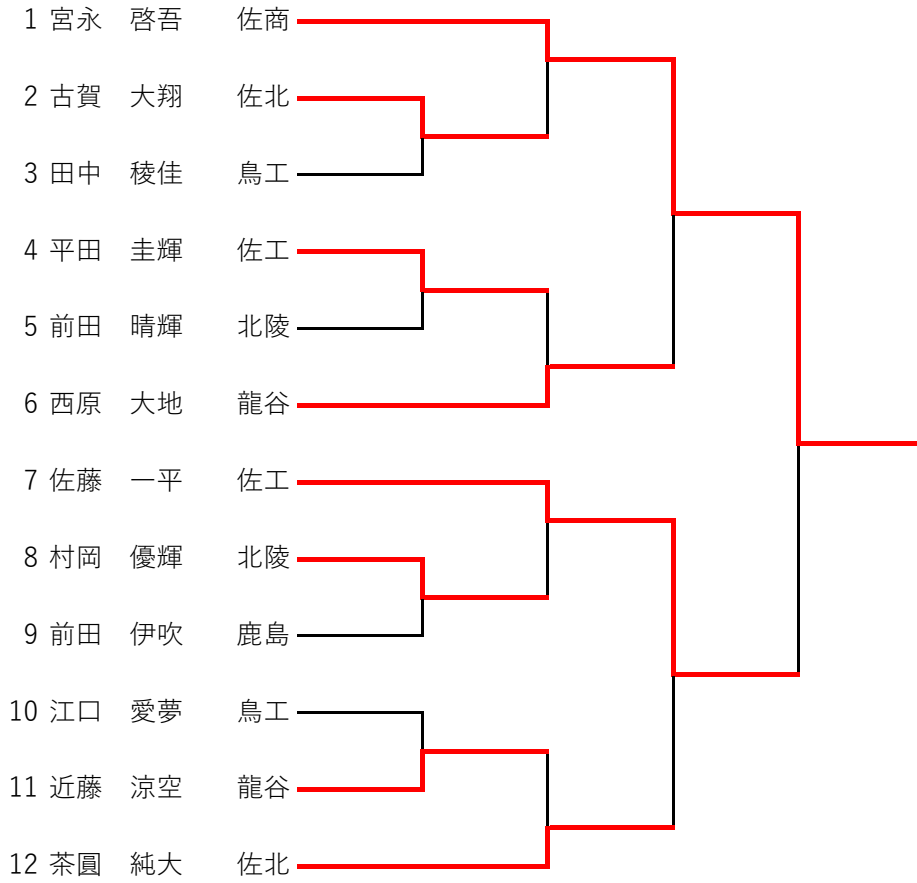 1 宮永 啓吾 佐商
2 古賀 大翔 佐北
3 田中 稜佳 鳥工
4 平田 圭輝 佐工
5 前田 晴輝 北陵
6 西原 大地 龍谷
7 佐藤 一平 佐工
8 村岡 優輝 北陵
9 前田 伊吹 鹿島
10 江口 愛夢 鳥工
11 近藤 涼空 龍谷
12 茶圓 純大 佐北